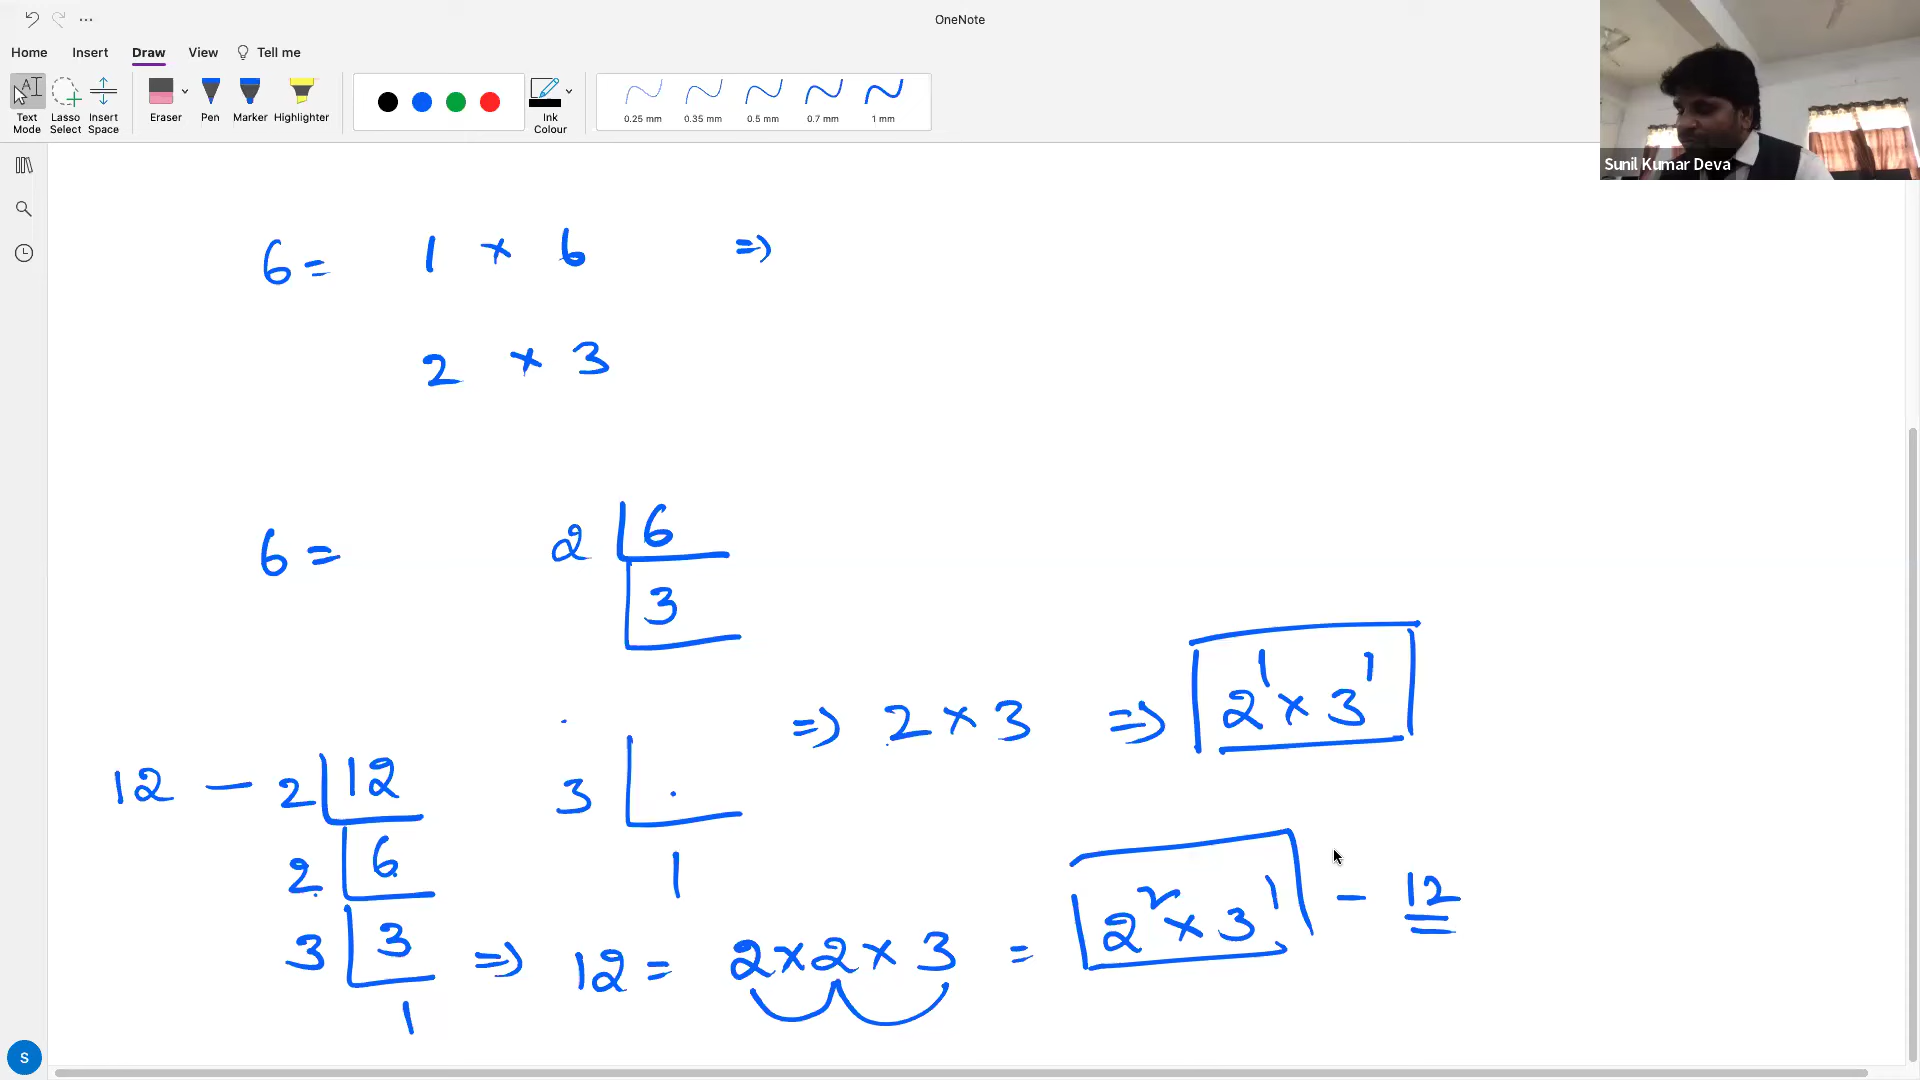 OneNote
Home Insert Draw View Tell me
Text Mode Lasso Select Insert Space Eraser Pen Marker Highlighter Ink Colour 0.25 mm 0.35 mm 0.5 mm 0.7 mm 1 mm
Sunil Kumar Deva
6 = 1 × 6 ⇒
2 × 3
6 = 2 | 6
3
⇒ 2 × 3 ⇒ 2¹ × 3¹
12 — 2 | 12
3 | .
2 | 6
1
3 | 3 ⇒ 12 = 2 × 2 × 3 = 2² × 3¹ — 12
1
S